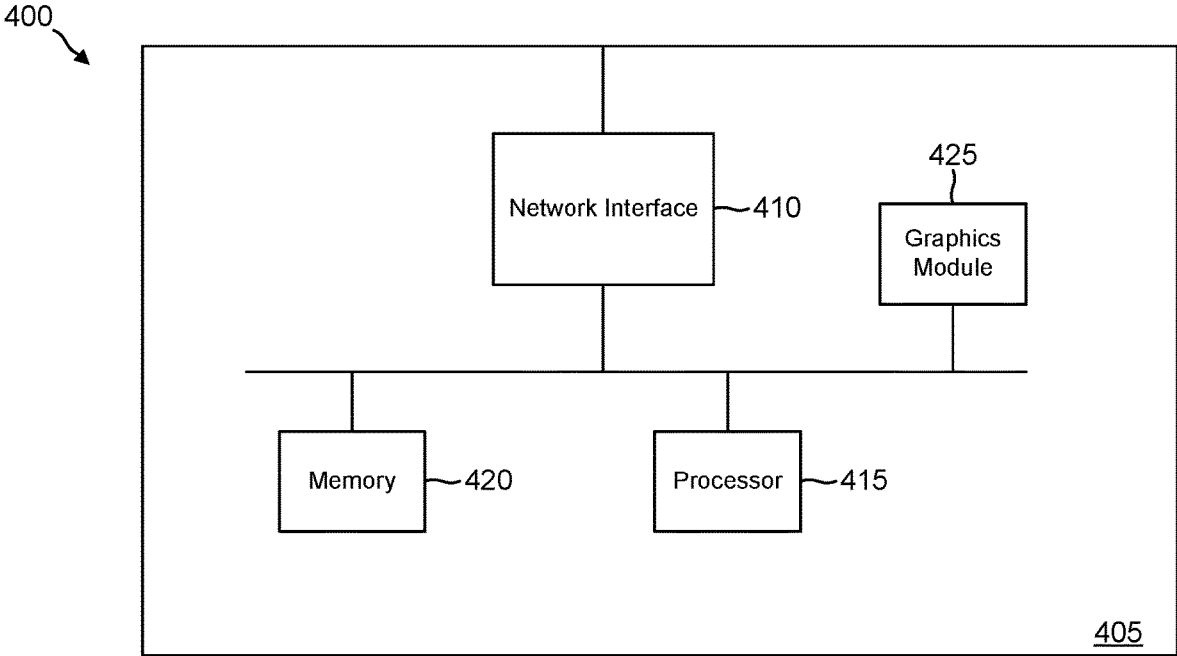 400
425
Network Interface
410
Graphics
Module
Memory
420
Processor
415
405